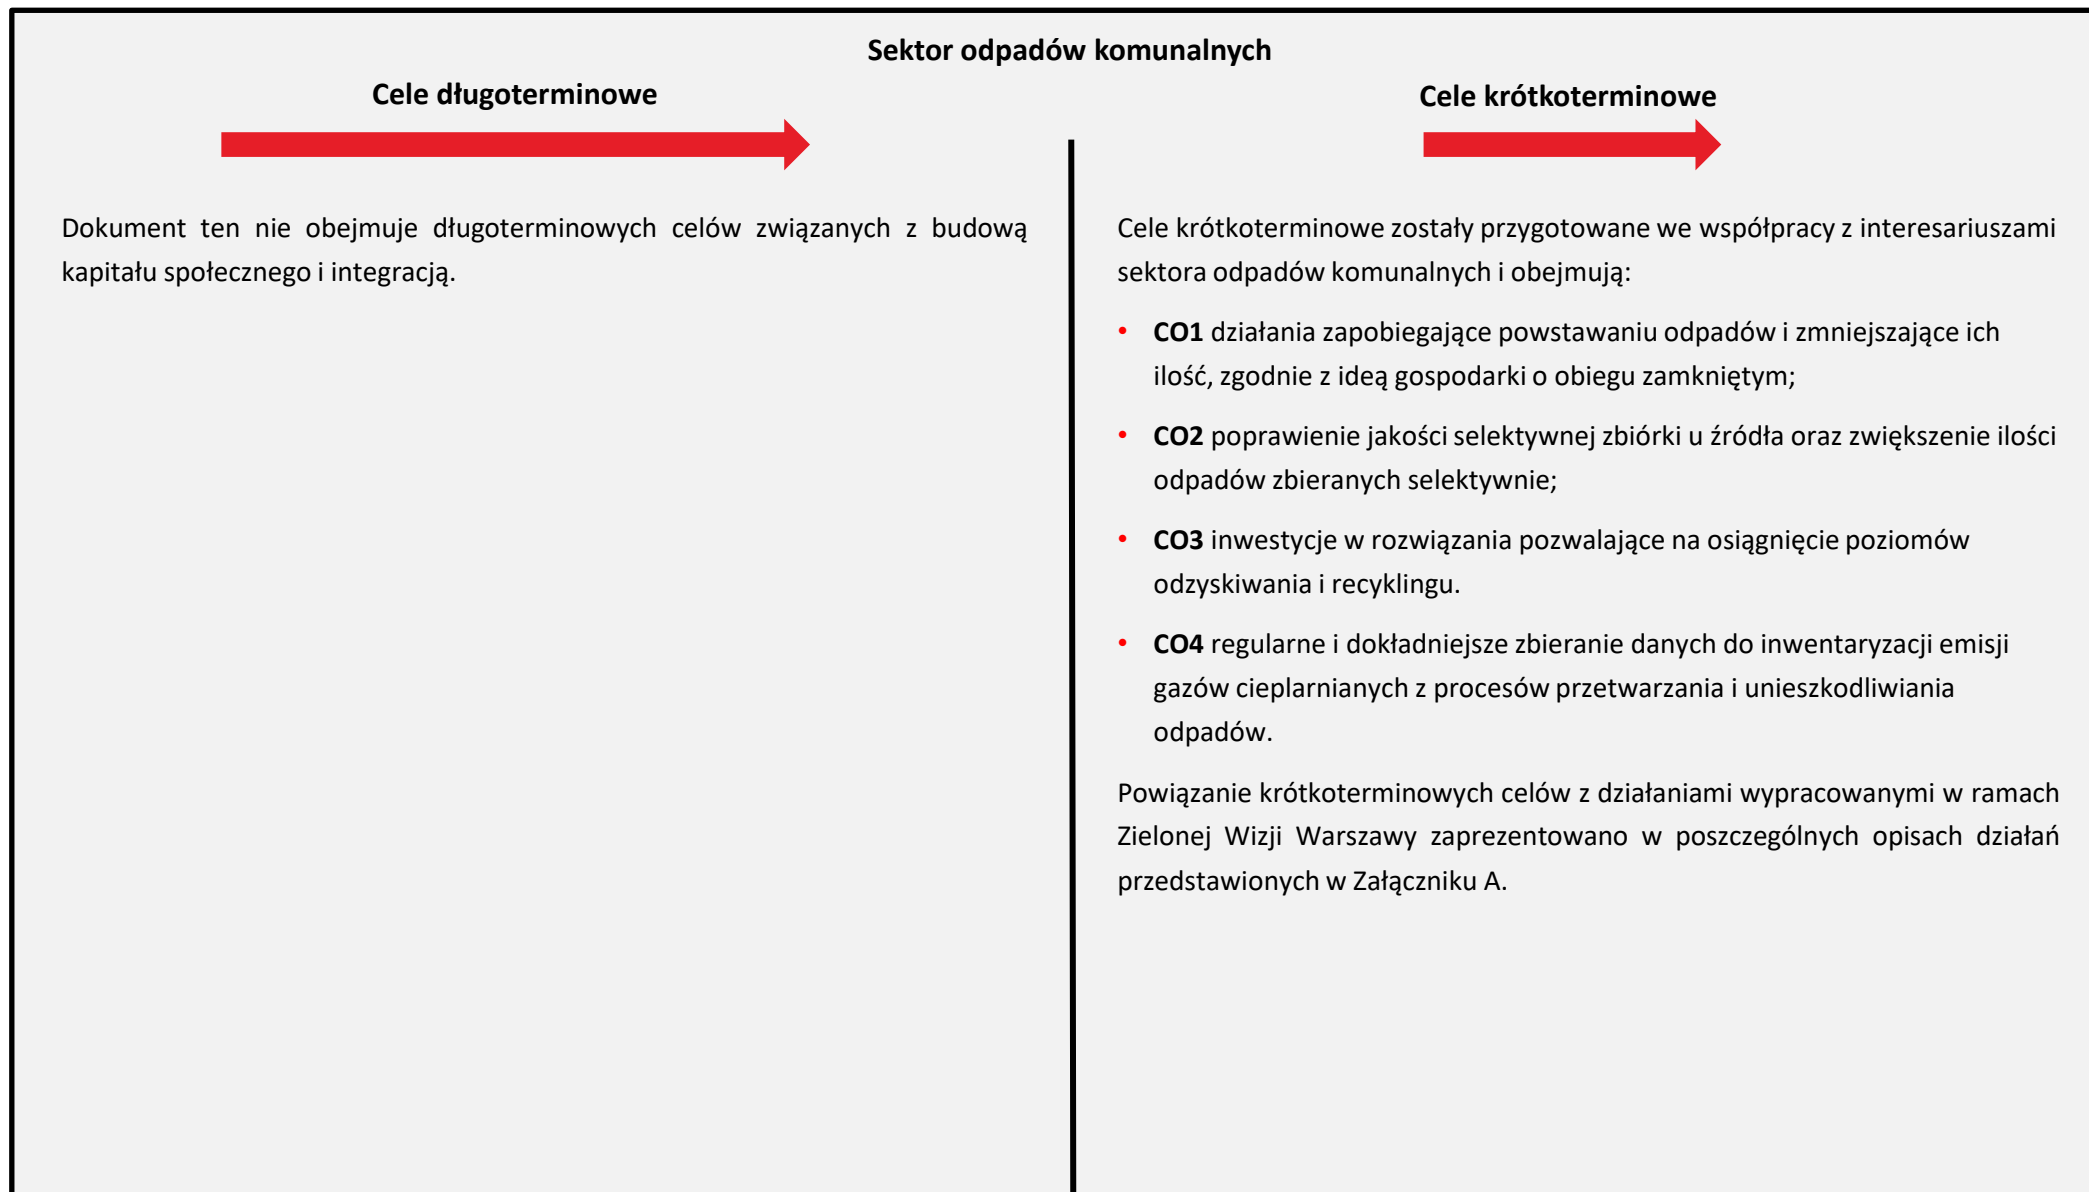 Sektor odpadów komunalnych
Cele długoterminowe
Dokument ten nie obejmuje długoterminowych celów związanych z budową
kapitału społecznego i integracją.
Cele krótkoterminowe
Cele krótkoterminowe zostały przygotowane we współpracy z interesariuszami
sektora odpadów komunalnych i obejmują:
• CO1 działania zapobiegające powstawaniu odpadów i zmniejszające ich
ilość, zgodnie z ideą gospodarki o obiegu zamkniętym;
• CO2 poprawienie jakości selektywnej zbiórki u źródła oraz zwiększenie ilości
odpadów zbieranych selektywnie;
• CO3 inwestycje w rozwiązania pozwalające na osiągnięcie poziomów
odzyskiwania i recyklingu.
• CO4 regularne i dokładniejsze zbieranie danych do inwentaryzacji emisji
gazów cieplarnianych z procesów przetwarzania i unieszkodliwiania
odpadów.
Powiązanie krótkoterminowych celów z działaniami wypracowanymi w ramach
Zielonej Wizji Warszawy zaprezentowano w poszczególnych opisach działań
przedstawionych w Załączniku A.